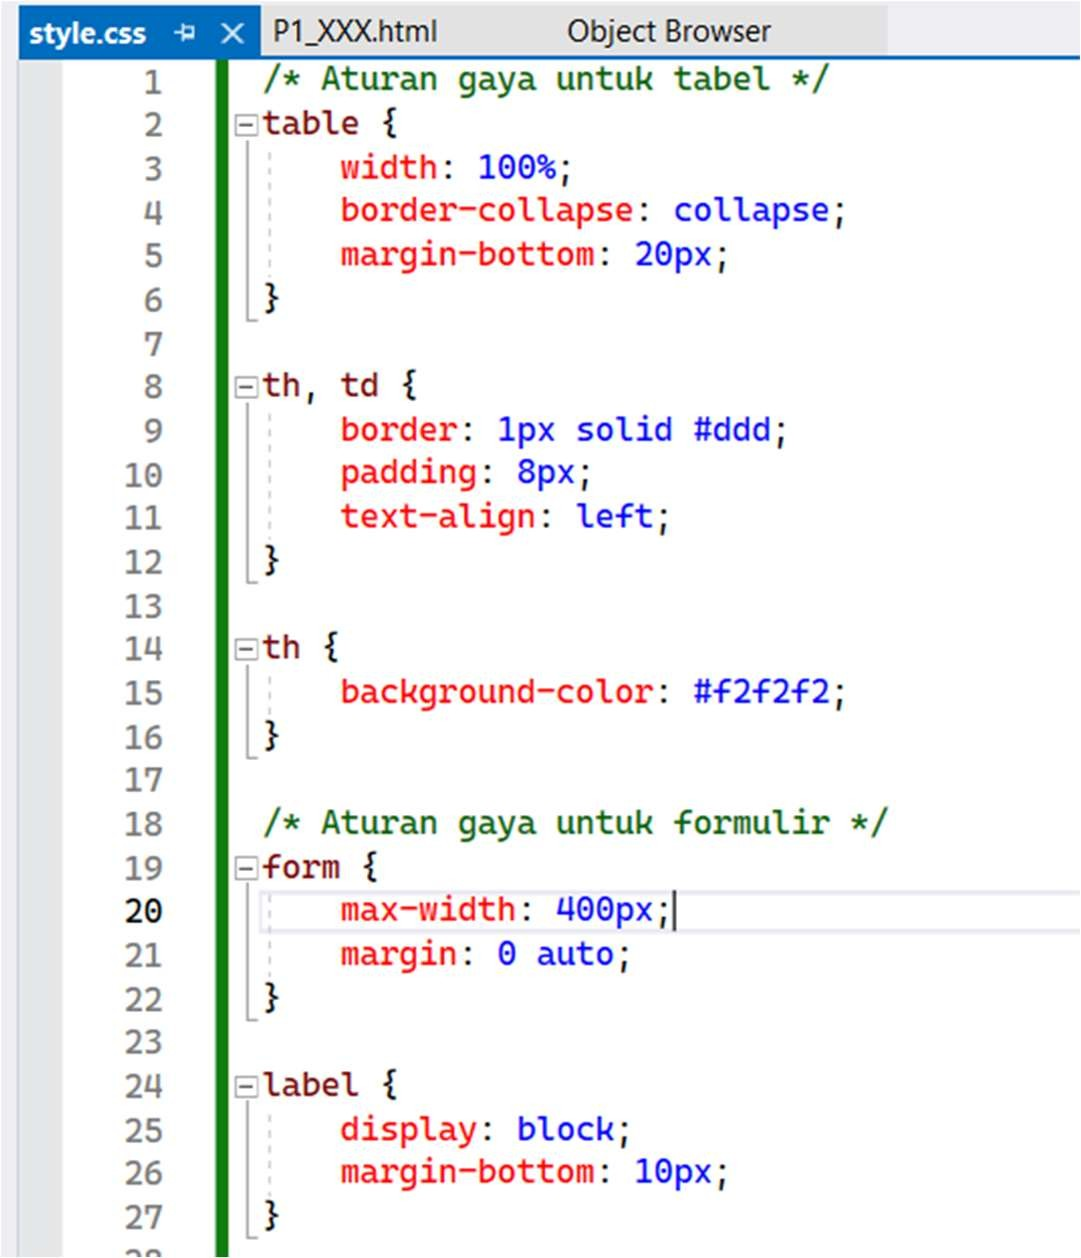 style.css P1_XXX.html Object Browser
1 /* Aturan gaya untuk tabel */
2 table {
3     width: 100%;
4     border-collapse: collapse;
5     margin-bottom: 20px;
6 }
7
8 th, td {
9     border: 1px solid #ddd;
10     padding: 8px;
11     text-align: left;
12 }
13
14 th {
15     background-color: #f2f2f2;
16 }
17
18 /* Aturan gaya untuk formulir */
19 form {
20     max-width: 400px;
21     margin: 0 auto;
22 }
23
24 label {
25     display: block;
26     margin-bottom: 10px;
27 }
28